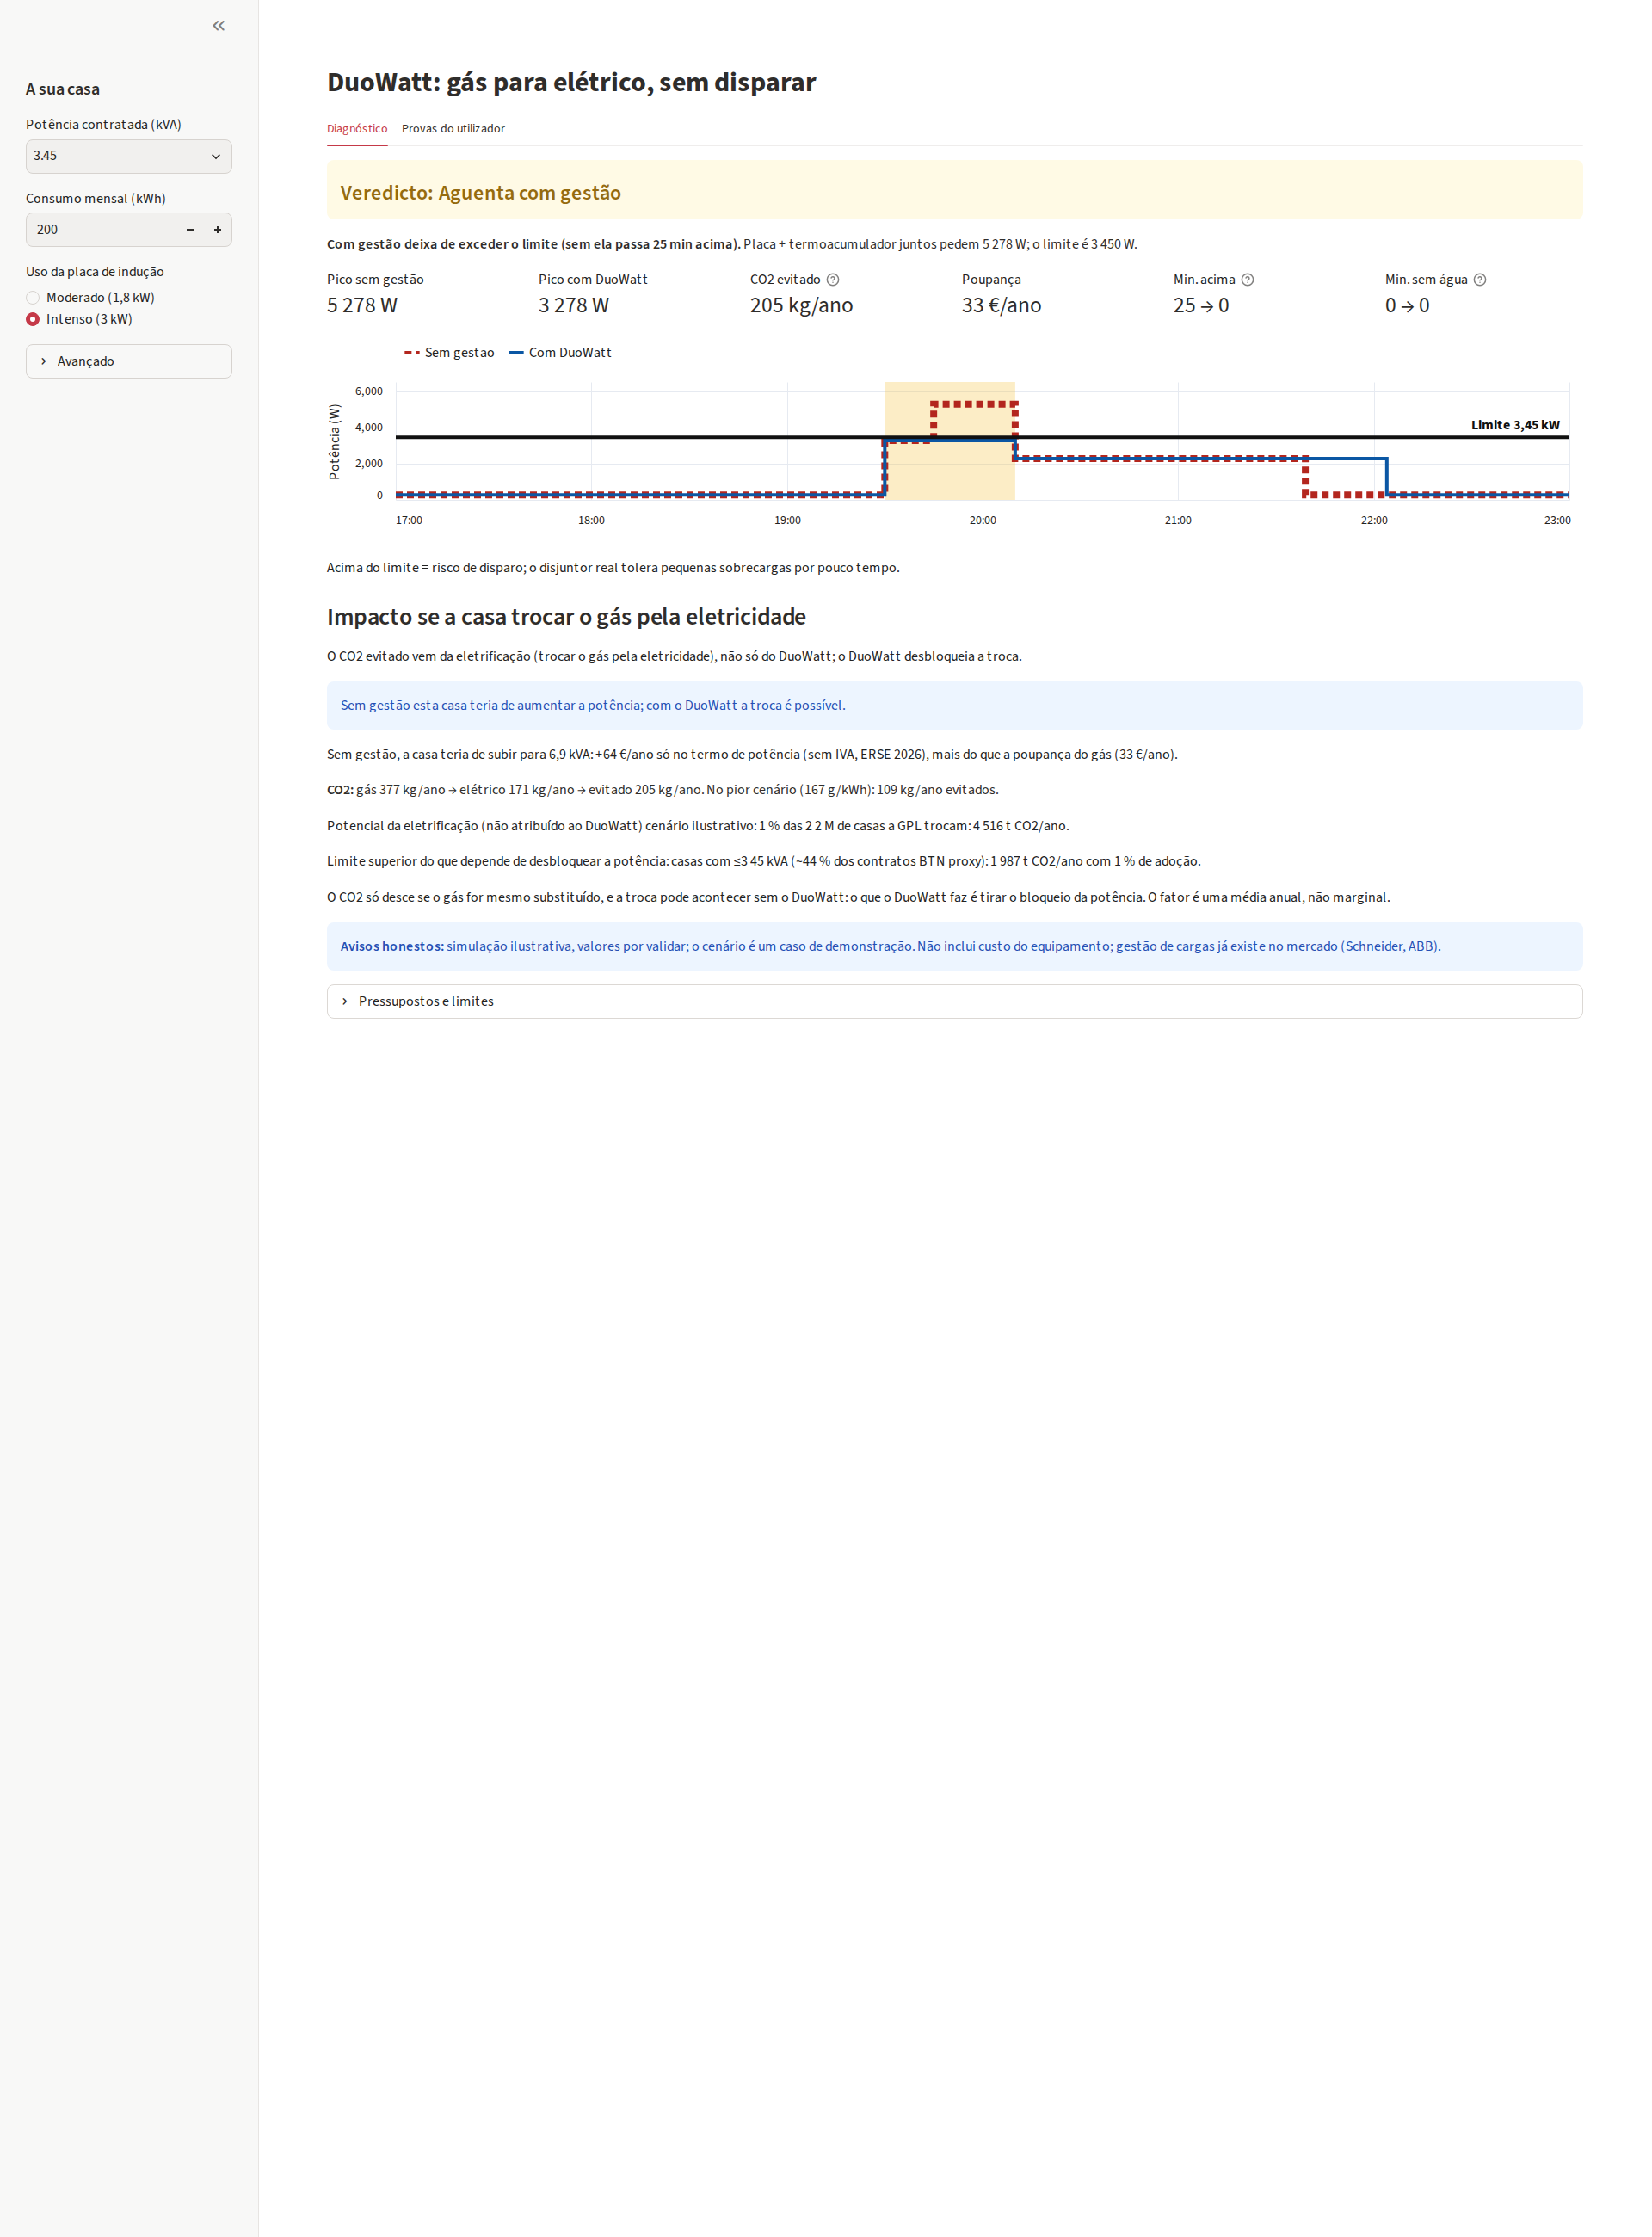 A sua casa
Potência contratada (kVA)
3.45
Consumo mensal (kWh)
200
Uso da placa de indução
Moderado (1,8 kW)
Intenso (3 kW)
Avançado
DuoWatt: gás para elétrico, sem disparar
Diagnóstico Provas do utilizador
Veredicto: Aguenta com gestão
Com gestão deixa de exceder o limite (sem ela passa 25 min acima). Placa + termoacumulador juntos pedem 5 278 W; o limite é 3 450 W.
Pico sem gestão
5 278 W
Pico com DuoWatt
3 278 W
CO2 evitado
205 kg/ano
Poupança
33 €/ano
Min. acima
25 → 0
Min. sem água
0 → 0
Sem gestão Com DuoWatt
Potência (W)
6,000
4,000
2,000
0
Limite 3,45 kW
17:00 18:00 19:00 20:00 21:00 22:00 23:00
Acima do limite = risco de disparo; o disjuntor real tolera pequenas sobrecargas por pouco tempo.
Impacto se a casa trocar o gás pela eletricidade
O CO2 evitado vem da eletrificação (trocar o gás pela eletricidade), não só do DuoWatt; o DuoWatt desbloqueia a troca.
Sem gestão esta casa teria de aumentar a potência; com o DuoWatt a troca é possível.
Sem gestão, a casa teria de subir para 6,9 kVA: +64 €/ano só no termo de potência (sem IVA, ERSE 2026), mais do que a poupança do gás (33 €/ano).
CO2: gás 377 kg/ano → elétrico 171 kg/ano → evitado 205 kg/ano. No pior cenário (167 g/kWh): 109 kg/ano evitados.
Potencial da eletrificação (não atribuído ao DuoWatt) cenário ilustrativo: 1 % das 2 2 M de casas a GPL trocam: 4 516 t CO2/ano.
Limite superior do que depende de desbloquear a potência: casas com ≤3 45 kVA (~44 % dos contratos BTN proxy): 1 987 t CO2/ano com 1 % de adoção.
O CO2 só desce se o gás for mesmo substituído, e a troca pode acontecer sem o DuoWatt: o que o DuoWatt faz é tirar o bloqueio da potência. O fator é uma média anual, não marginal.
Avisos honestos: simulação ilustrativa, valores por validar; o cenário é um caso de demonstração. Não inclui custo do equipamento; gestão de cargas já existe no mercado (Schneider, ABB).
Pressupostos e limites